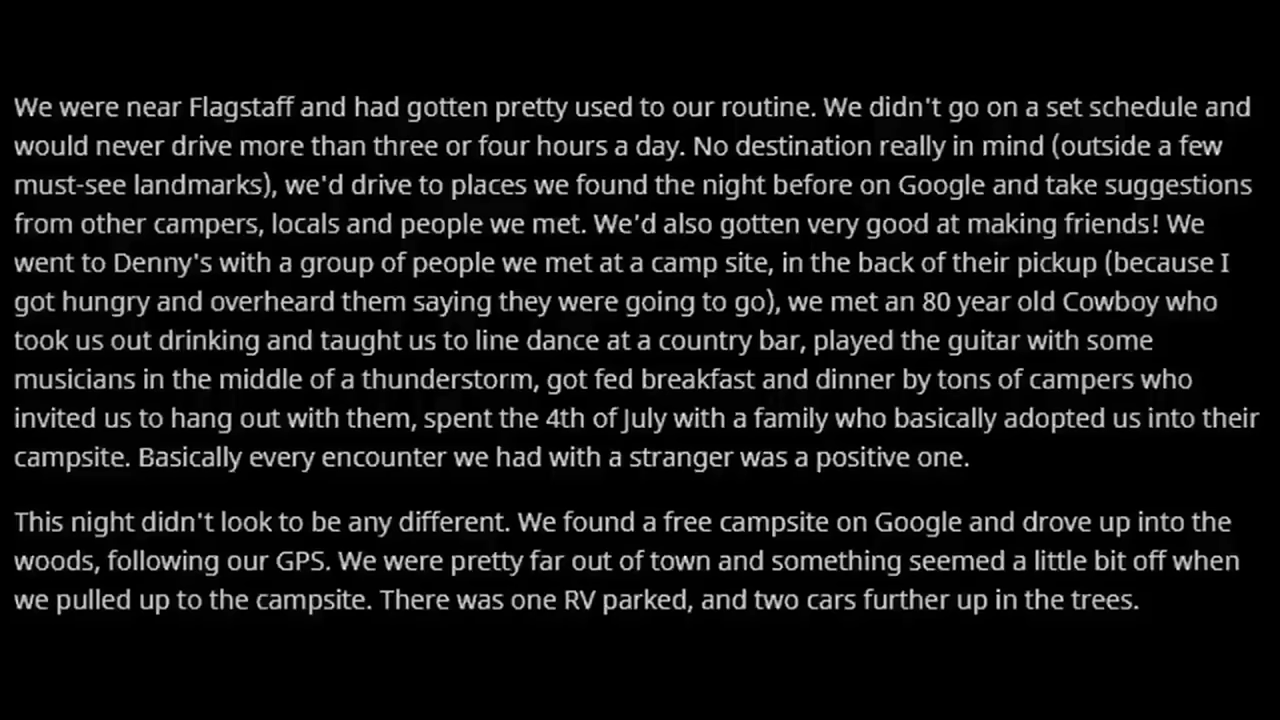 We were near Flagstaff and had gotten pretty used to our routine. We didn't go on a set schedule and
would never drive more than three or four hours a day. No destination really in mind (outside a few
must-see landmarks), we'd drive to places we found the night before on Google and take suggestions
from other campers, locals and people we met. We'd also gotten very good at making friends! We
went to Denny's with a group of people we met at a camp site, in the back of their pickup (because I
got hungry and overheard them saying they were going to go), we met an 80 year old Cowboy who
took us out drinking and taught us to line dance at a country bar, played the guitar with some
musicians in the middle of a thunderstorm, got fed breakfast and dinner by tons of campers who
invited us to hang out with them, spent the 4th of July with a family who basically adopted us into their
campsite. Basically every encounter we had with a stranger was a positive one.
This night didn't look to be any different. We found a free campsite on Google and drove up into the
woods, following our GPS. We were pretty far out of town and something seemed a little bit off when
we pulled up to the campsite. There was one RV parked, and two cars further up in the trees.